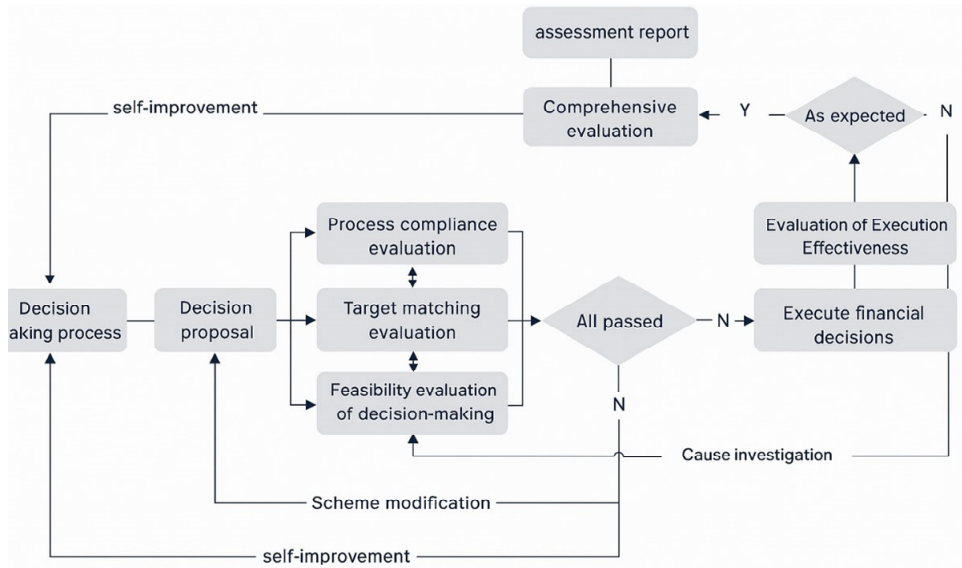 assessment report
self-improvement
Comprehensive
evaluation
Y
As expected
N
Process compliance
evaluation
Evaluation of Execution
Effectiveness
Decision
aking process
Decision
proposal
Target matching
evaluation
All passed
N
Execute financial
decisions
Feasibility evaluation
of decision-making
N
Cause investigation
Scheme modification
self-improvement